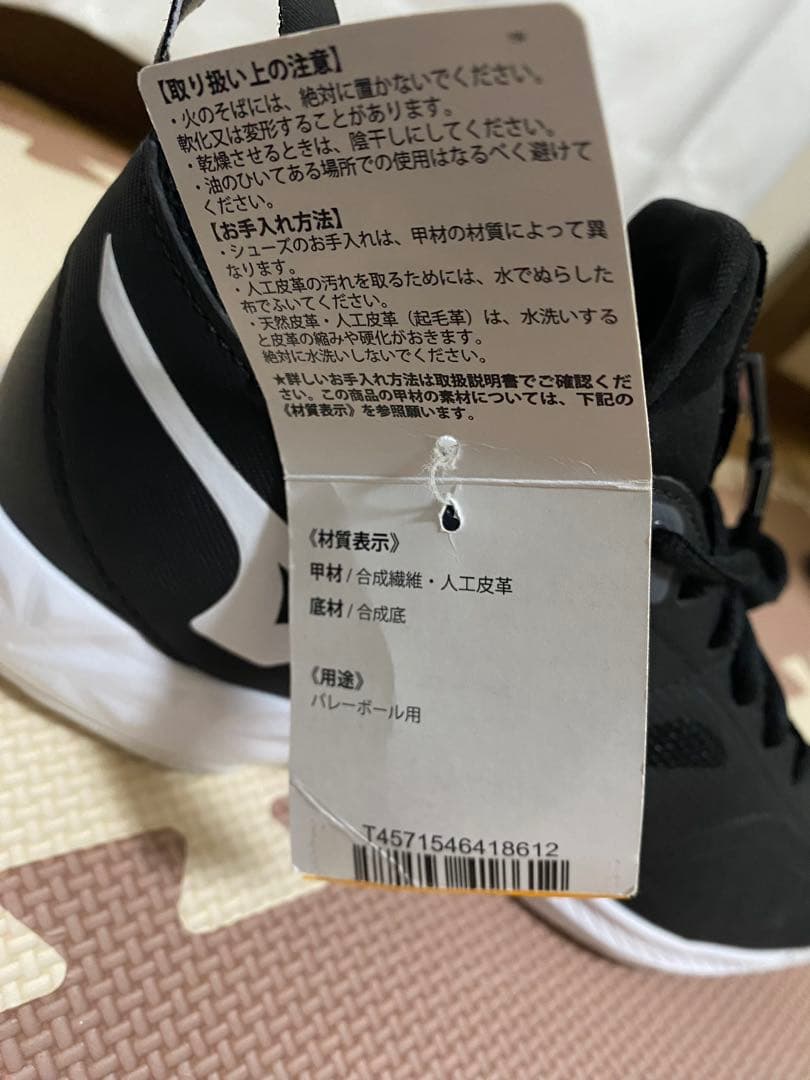 【取り扱い上の注意】
・火のそばには、絶対に置かないでください。
軟化又は変形することがあります。
・乾燥させるときは、陰干しにしてください。
・油のひいてある場所での使用はなるべく避けて
ください。
【お手入れ方法】
・シューズのお手入れは、甲材の材質によって異
なります。
・人工皮革の汚れを取るためには、水でぬらした
布でふいてください。
・天然皮革・人工皮革（起毛革）は、水洗いする
と皮革の縮みや硬化がおきます。
絶対に水洗いしないでください。
★詳しいお手入れ方法は取扱説明書でご確認くだ
さい。この商品の甲材の素材については、下記の
《材質表示》を参照願います。
《材質表示》
甲材 / 合成繊維・人工皮革
底材 / 合成底
《用途》
バレーボール用
T4571546418612